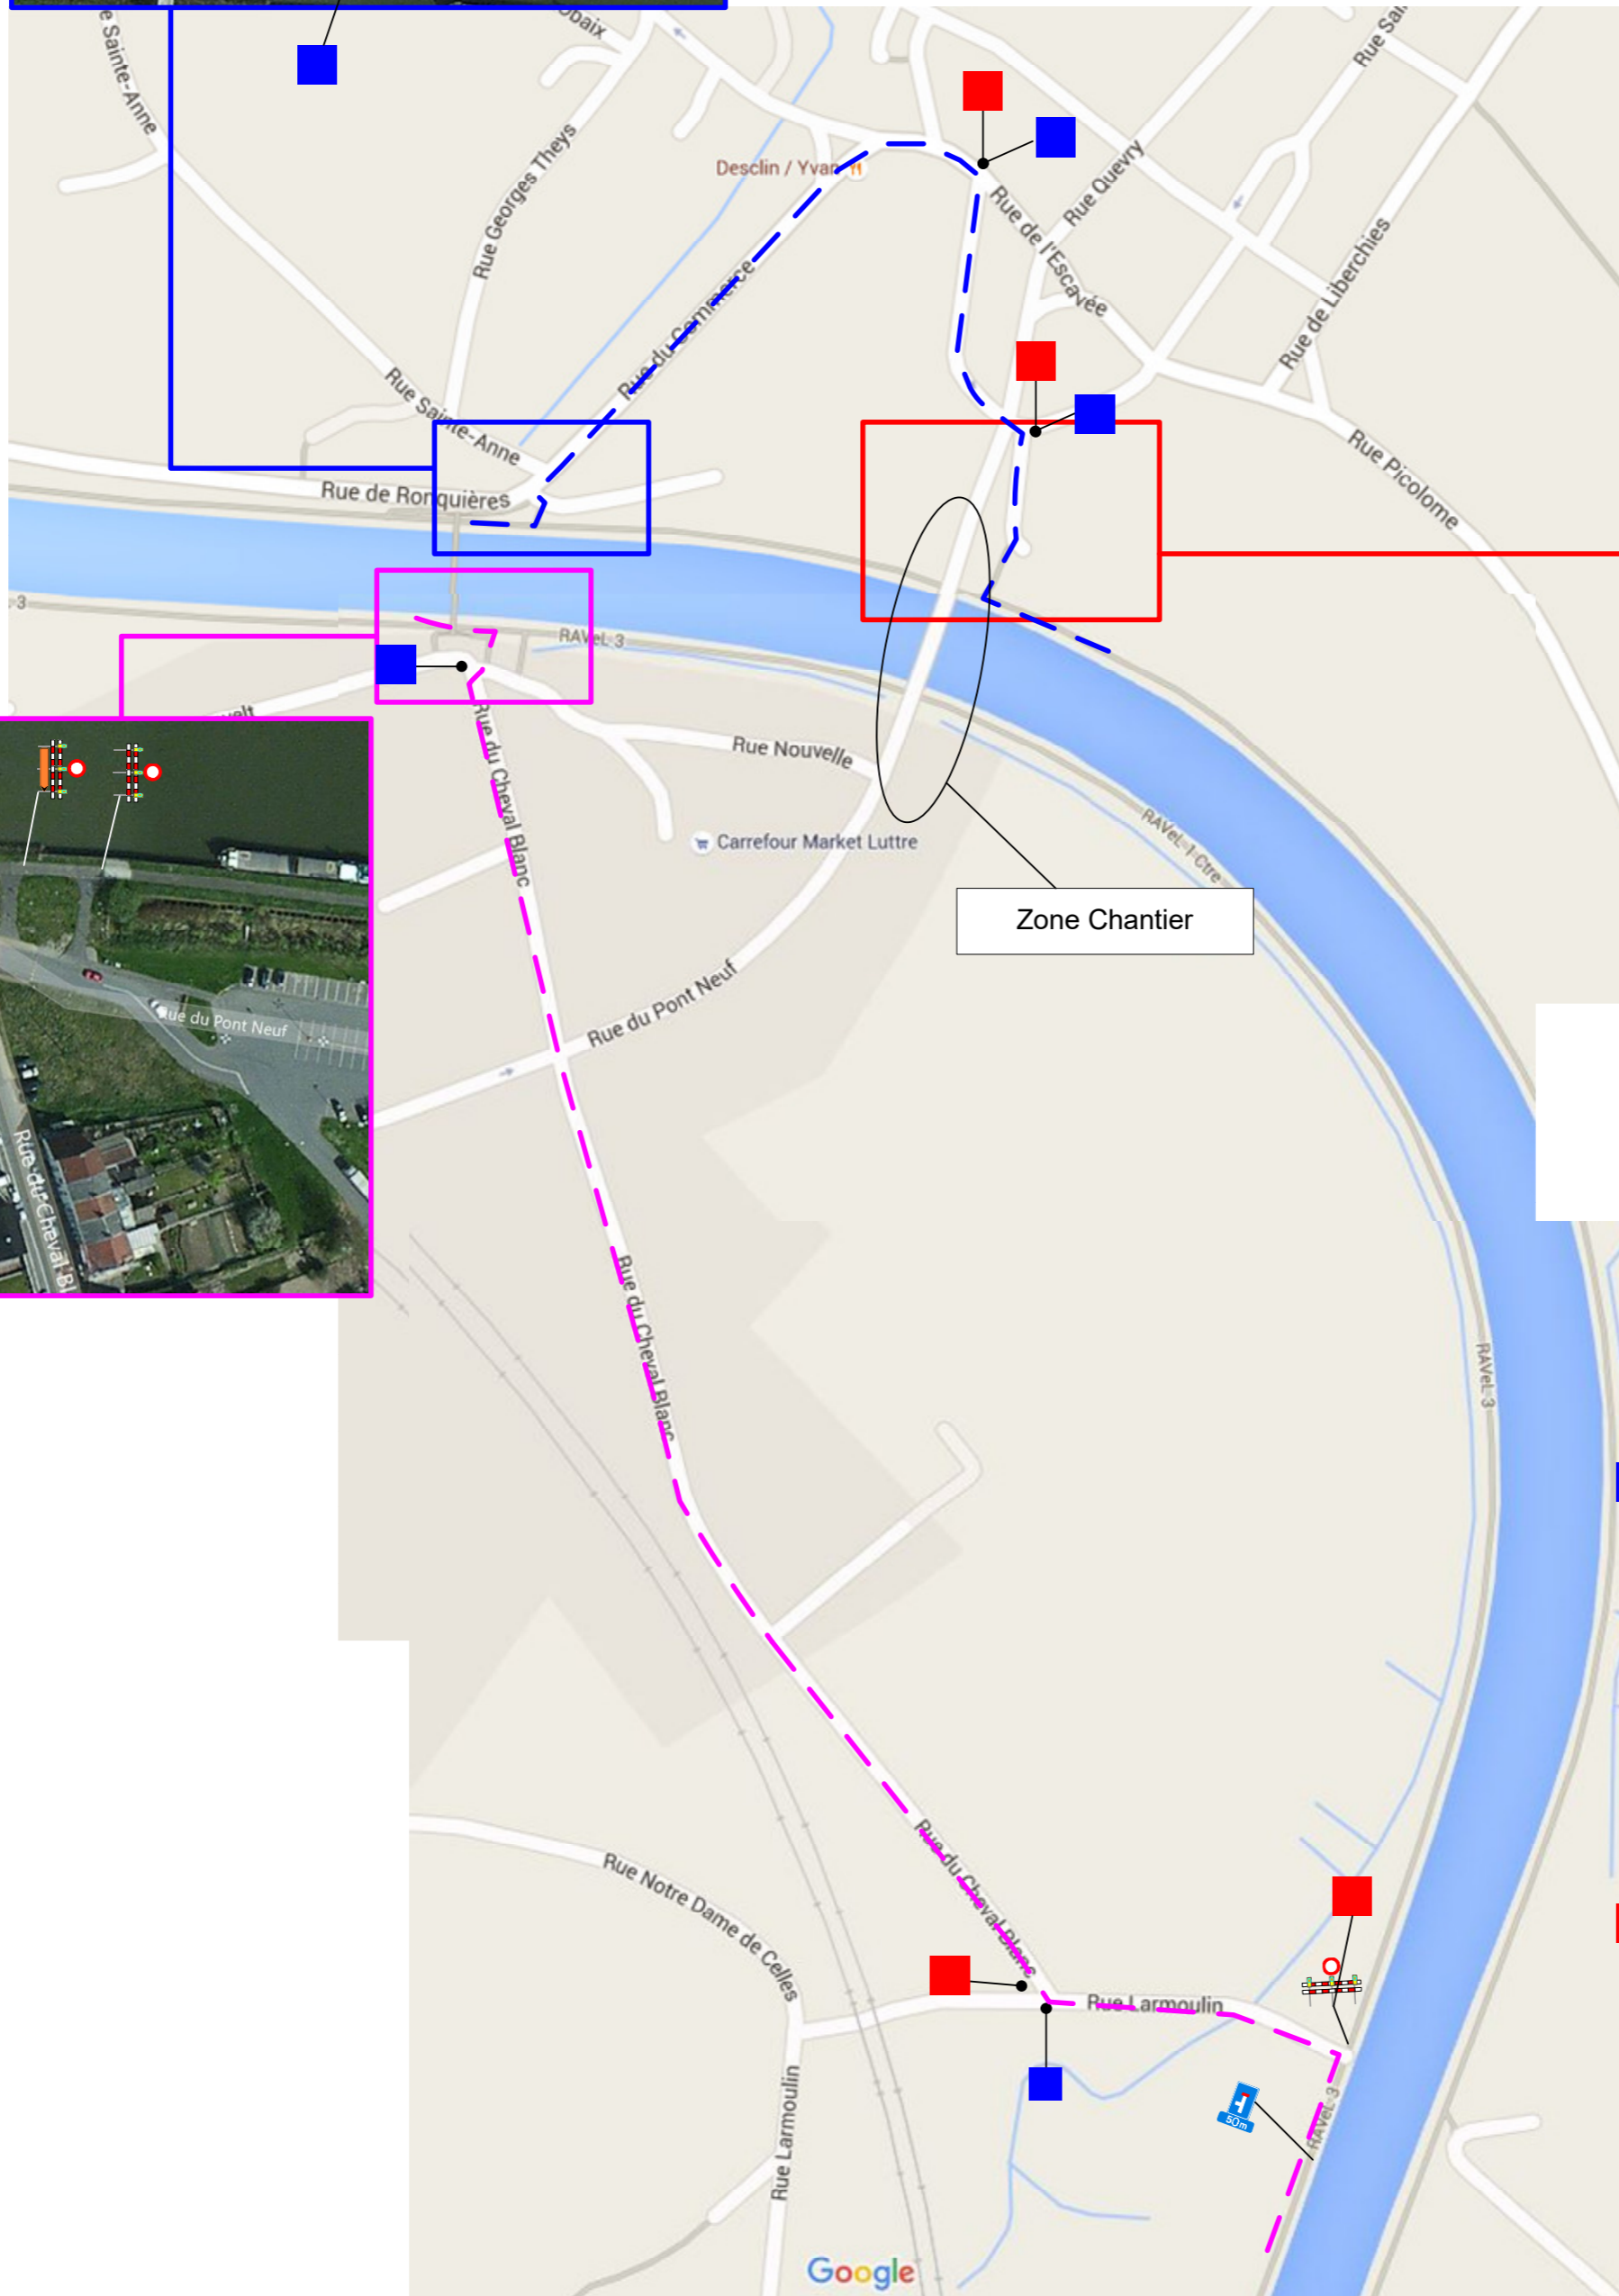 Rue Sainte-Anne
Desclin / Yvan
Rue Georges Theys
Rue Quevry
Rue de l'Escavée
Rue de Liberchies
Rue du Commerce
Rue Sainte-Anne
Rue Picolome
Rue de Ronquières
3
RAVeL 3
Rue Nouvelle
Rue du Cheval Blanc
Carrefour Market Luttre
RAVeL 1 Ctre
Zone Chantier
Rue du Pont Neuf
Rue du Pont Neuf
Rue du Cheval Bl
Rue du Cheval Blanc
RAVeL 3
Rue du Cheval Blanc
Rue Notre Dame de Celles
Rue Larmoulin
50m
RAVeL 3
Rue Larmoulin
Google